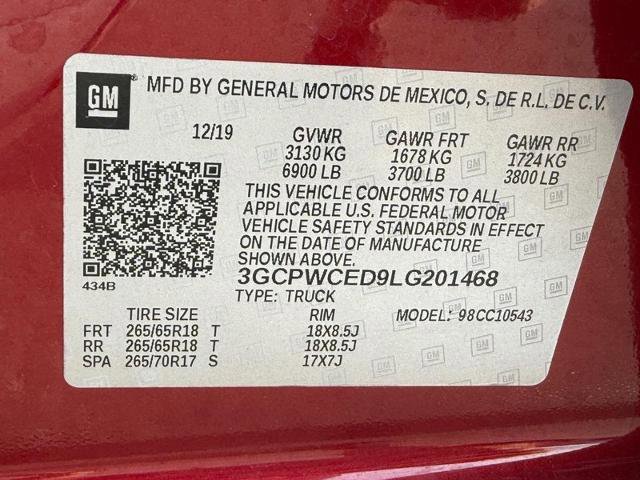 GM
MFD BY GENERAL MOTORS DE MEXICO, S. DE R.L. DE C.V.
12/19 GVWR GAWR FRT GAWR RR
3130 KG 1678 KG 1724 KG
6900 LB 3700 LB 3800 LB
THIS VEHICLE CONFORMS TO ALL
APPLICABLE U.S. FEDERAL MOTOR
VEHICLE SAFETY STANDARDS IN EFFECT
ON THE DATE OF MANUFACTURE
SHOWN ABOVE.
434B
3GCPWCED9LG201468
TYPE: TRUCK
TIRE SIZE RIM MODEL: 98CC10543
FRT 265/65R18 T 18X8.5J
RR 265/65R18 T 18X8.5J
SPA 265/70R17 S 17X7J